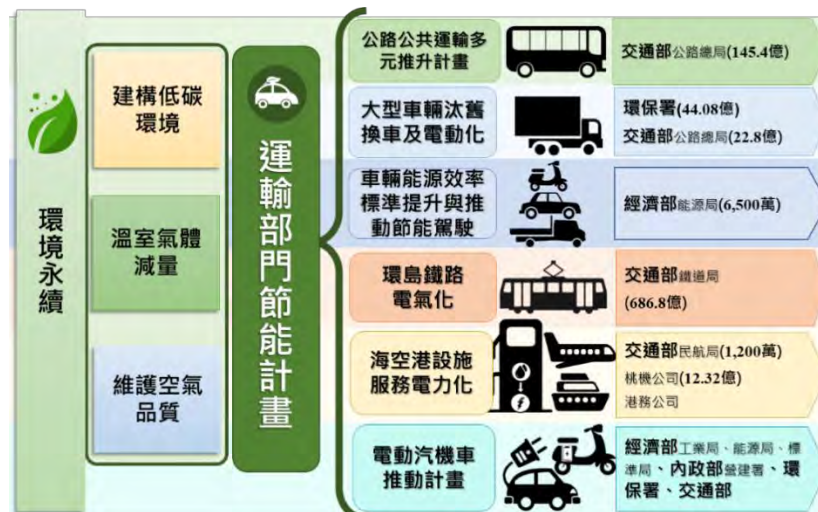 環境永續
建構低碳
環境
溫室氣體
減量
維護空氣
品質
運輸部門節能計畫
公路公共運輸多
元推升計畫
交通部公路總局(145.4億)
大型車輛汰舊
換車及電動化
環保署(44.08億)
交通部公路總局(22.8億)
車輛能源效率
標準提升與推
動節能駕駛
經濟部能源局(6,500萬)
環島鐵路
電氣化
交通部鐵道局
(686.8億)
海空港設施
服務電力化
交通部民航局(1,200萬)
桃機公司(12.32億)
港務公司
電動汽機車
推動計畫
經濟部工業局、能源局、標
準局、內政部營建署、環
保署、交通部